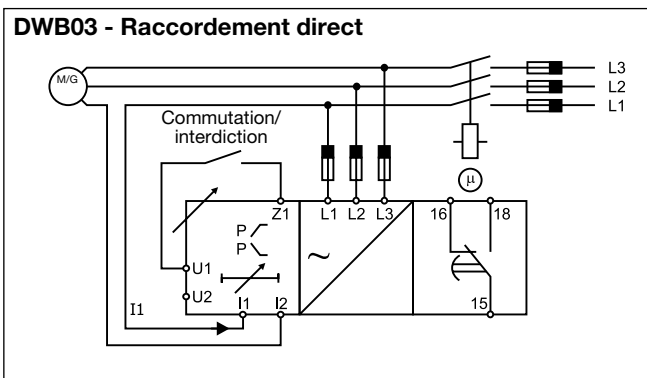 DWB03 - Raccordement direct
M/G
L3
L2
L1
Commutation/
interdiction
μ
Z1 L1 L2 L3 16 18
P
P
~
U1
U2
I1 I1 I2 15